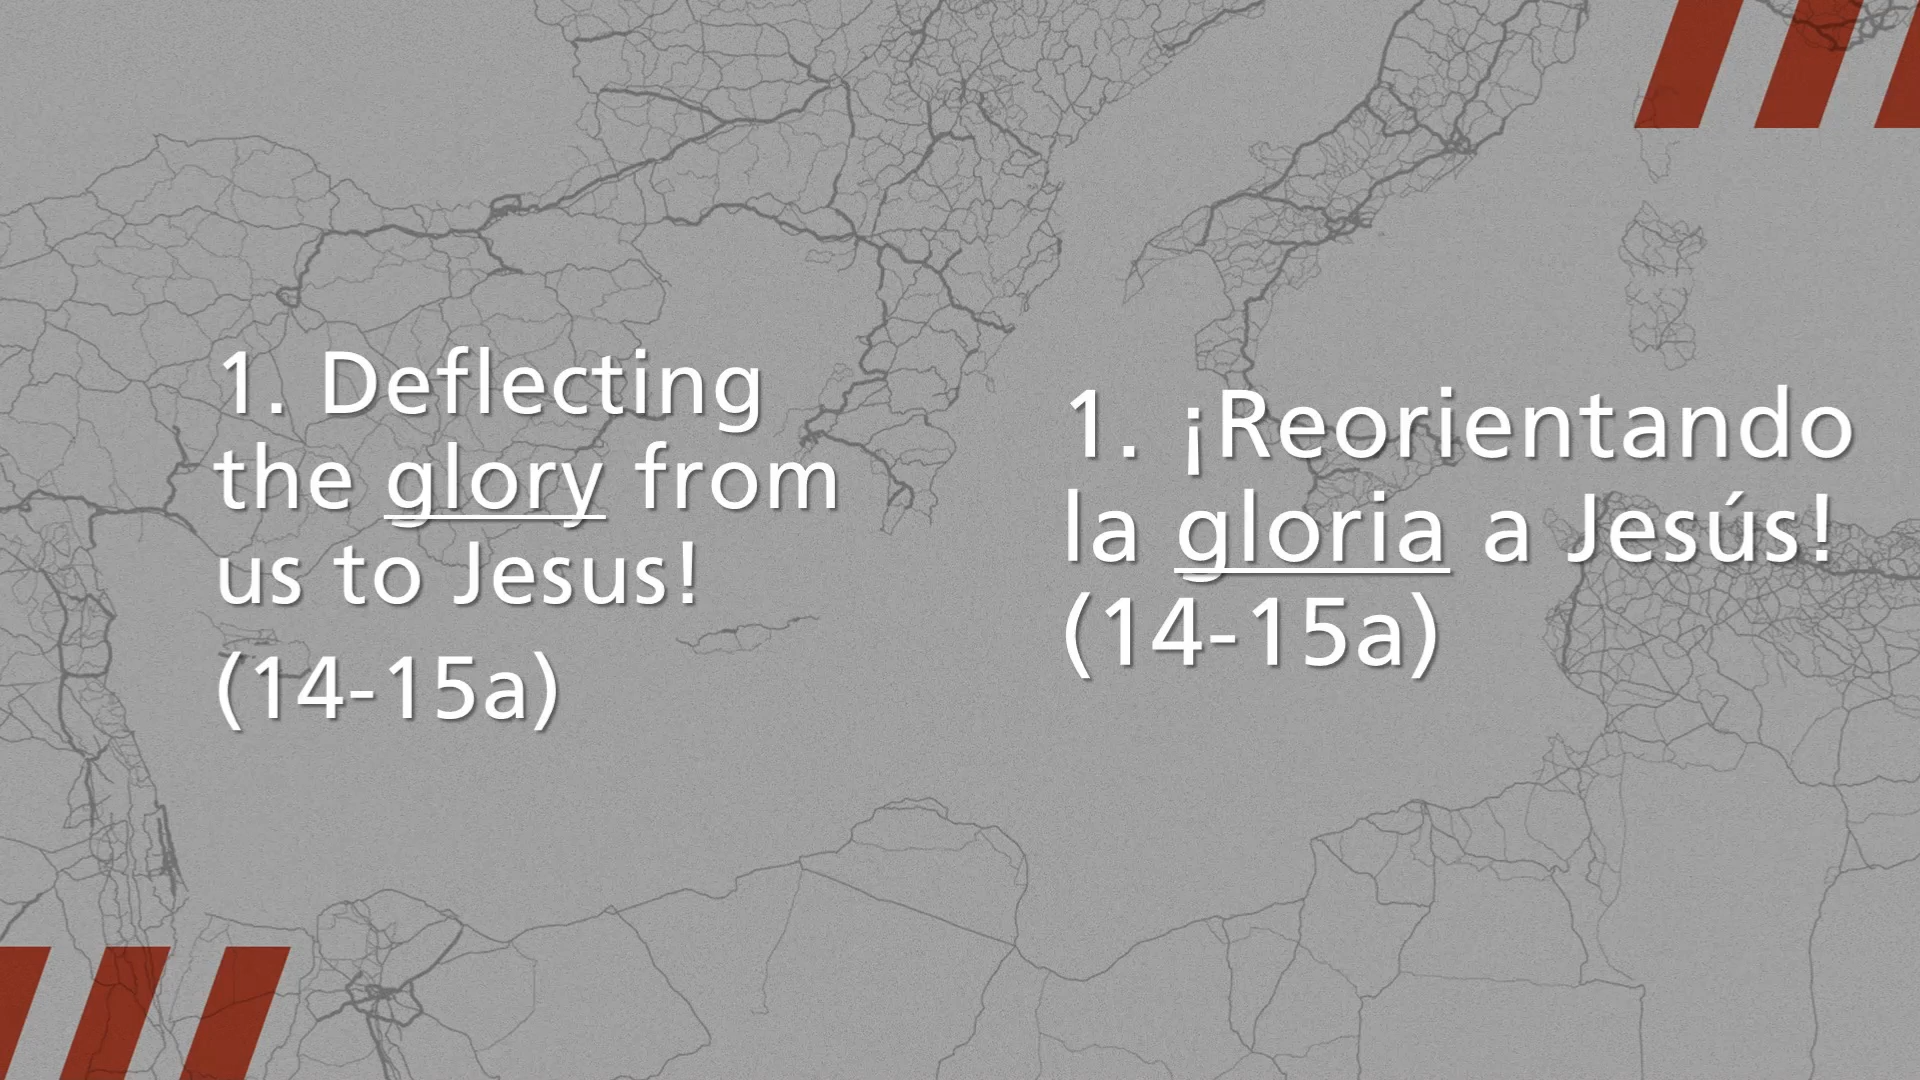 1. Deflecting
the glory from
us to Jesus!
(14-15a)
1. ¡Reorientando
la gloria a Jesús!
(14-15a)